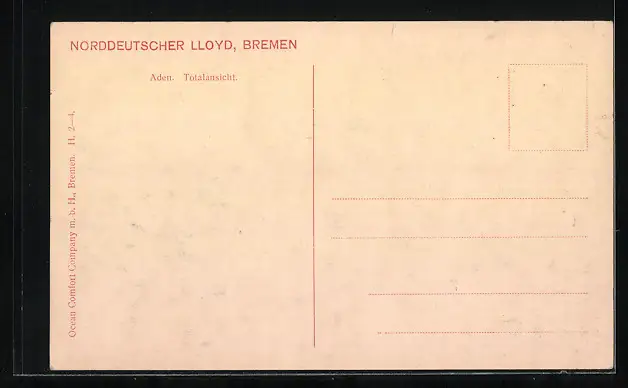 NORDDEUTSCHER LLOYD, BREMEN
Aden. Totalansicht.
Ocean Comfort Company m. b. H., Bremen. H. 2—4.